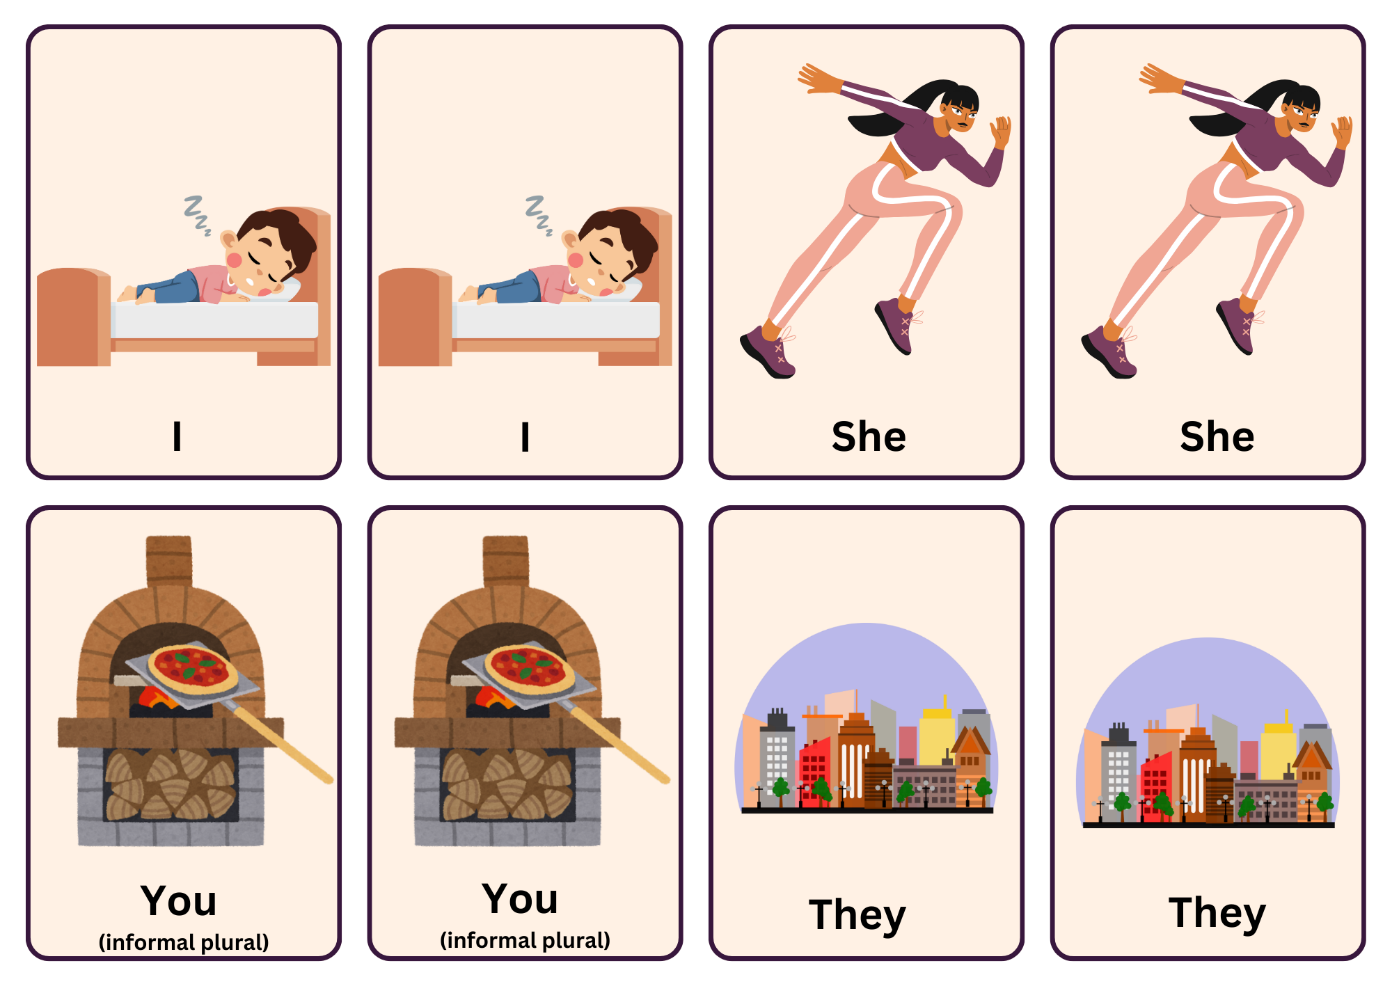 I
I
She
She
You
(informal plural)
You
(informal plural)
They
They